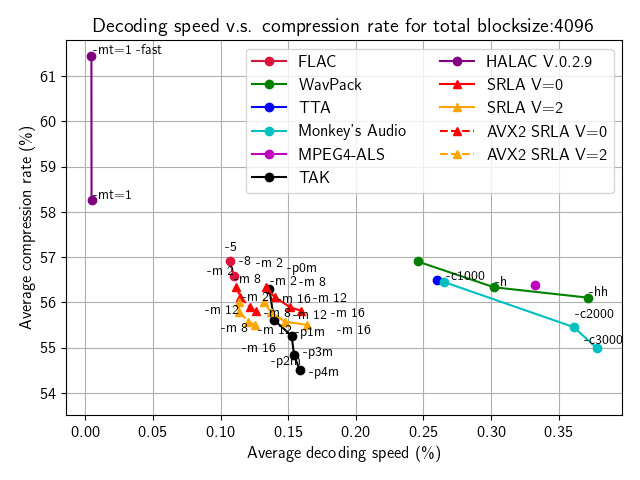 Decoding speed v.s. compression rate for total blocksize:4096
Average compression rate (%)
61
60
59
58
57
56
55
54
-mt=1 -fast
-mt=1
FLAC
WavPack
TTA
Monkey's Audio
MPEG4-ALS
TAK
HALAC V.0.2.9
SRLA V=0
SRLA V=2
AVX2 SRLA V=0
AVX2 SRLA V=2
-5
-8
-m 2
-m 2
-p0m
-m 8
-m 2
-m 8
-m 2
-m 16
-m 12
-m 12
-m 8
-m 12
-m 16
-m 8
-m 12
-p1m
-m 16
-m 16
-p3m
-p2m
-p4m
-c1000
-h
-hh
-c2000
-c3000
0.00
0.05
0.10
0.15
0.20
0.25
0.30
0.35
Average decoding speed (%)